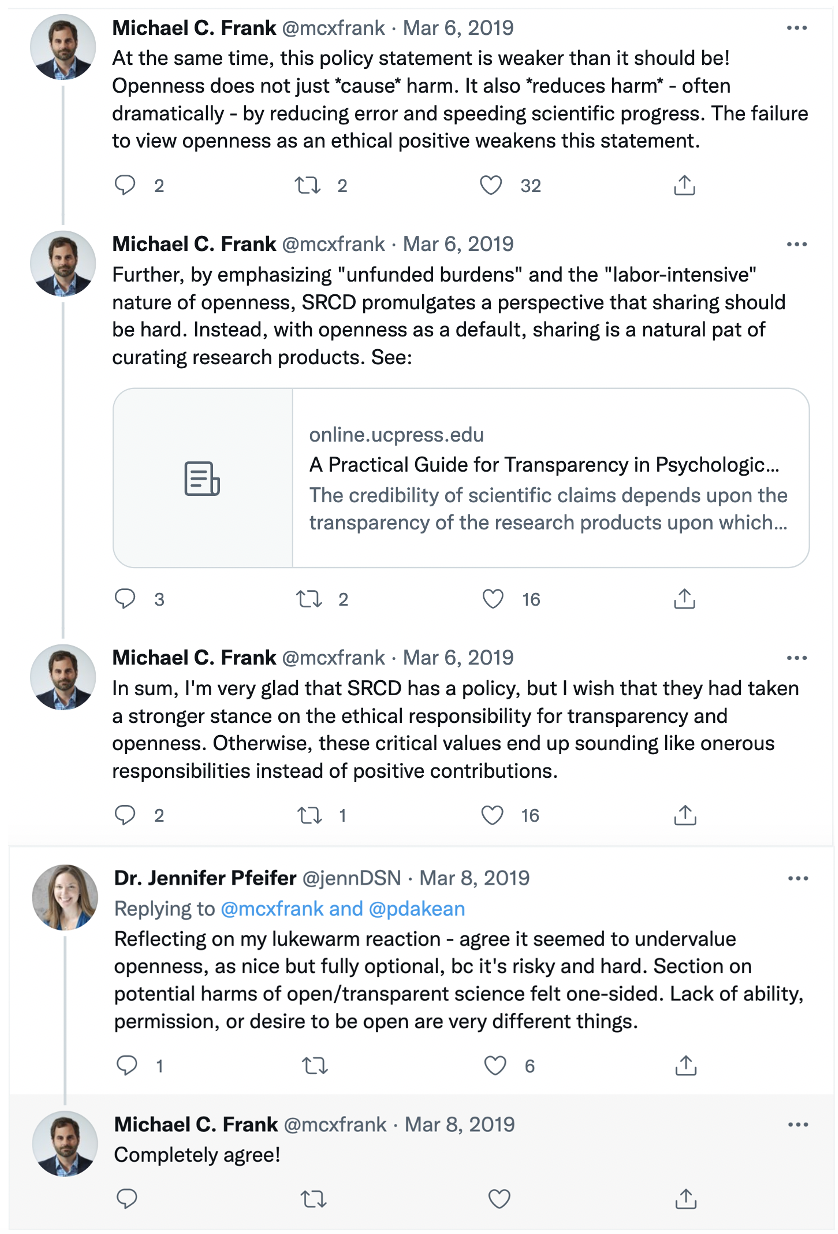 Michael C. Frank @mcxfrank · Mar 6, 2019 ···
At the same time, this policy statement is weaker than it should be!
Openness does not just *cause* harm. It also *reduces harm* - often
dramatically - by reducing error and speeding scientific progress. The failure
to view openness as an ethical positive weakens this statement.
2 2 32
Michael C. Frank @mcxfrank · Mar 6, 2019 ···
Further, by emphasizing "unfunded burdens" and the "labor-intensive"
nature of openness, SRCD promulgates a perspective that sharing should
be hard. Instead, with openness as a default, sharing is a natural pat of
curating research products. See:
online.ucpress.edu
A Practical Guide for Transparency in Psychologic...
The credibility of scientific claims depends upon the
transparency of the research products upon which...
3 2 16
Michael C. Frank @mcxfrank · Mar 6, 2019 ···
In sum, I'm very glad that SRCD has a policy, but I wish that they had taken
a stronger stance on the ethical responsibility for transparency and
openness. Otherwise, these critical values end up sounding like onerous
responsibilities instead of positive contributions.
2 1 16
Dr. Jennifer Pfeifer @jennDSN · Mar 8, 2019 ···
Replying to @mcxfrank and @pdakean
Reflecting on my lukewarm reaction - agree it seemed to undervalue
openness, as nice but fully optional, bc it's risky and hard. Section on
potential harms of open/transparent science felt one-sided. Lack of ability,
permission, or desire to be open are very different things.
1 6
Michael C. Frank @mcxfrank · Mar 8, 2019 ···
Completely agree!